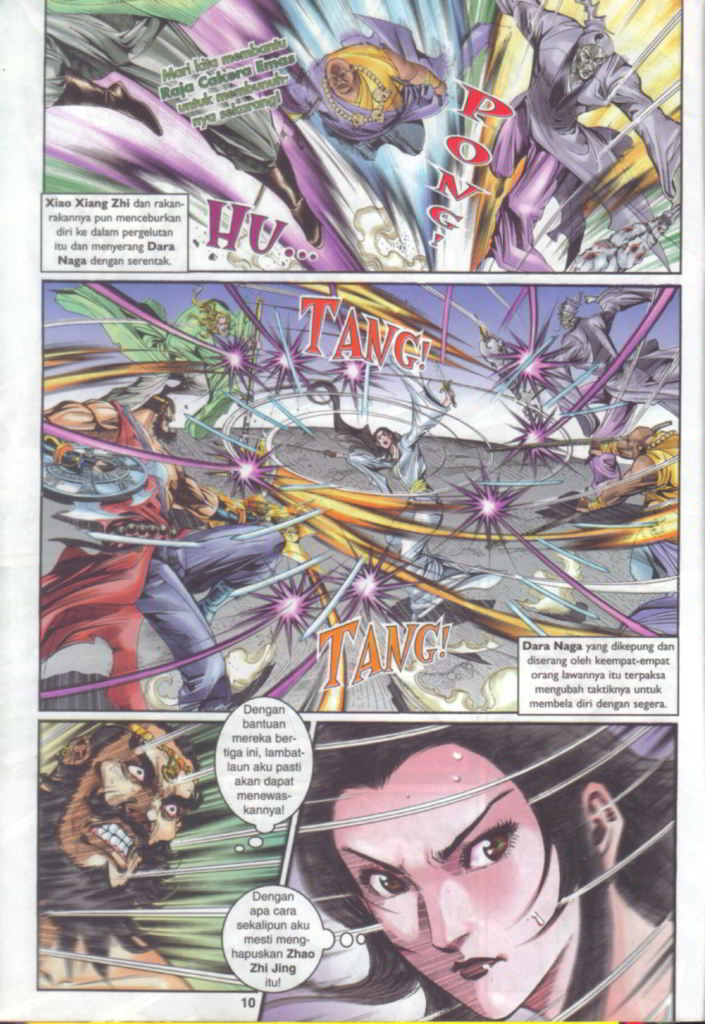 Mari kita membantu
Raja Cakera Emas
untuk membunuh-
nya sekarang!
PONG!
Xiao Xiang Zhi dan rakan-
rakannya pun menceburkan
diri ke dalam pergelutan
itu dan menyerang Dara
Naga dengan serentak.
HU...
TANG!
TANG!
Dara Naga yang dikepung dan
diserang oleh keempat-empat
orang lawannya itu terpaksa
mengubah taktiknya untuk
membela diri dengan segera.
Dengan
bantuan
mereka ber-
tiga ini, lambat-
laun aku pasti
akan dapat
menewas-
kannya!
Dengan
apa cara
sekalipun aku
mesti meng-
hapuskan Zhao
Zhi Jing
itu!
10